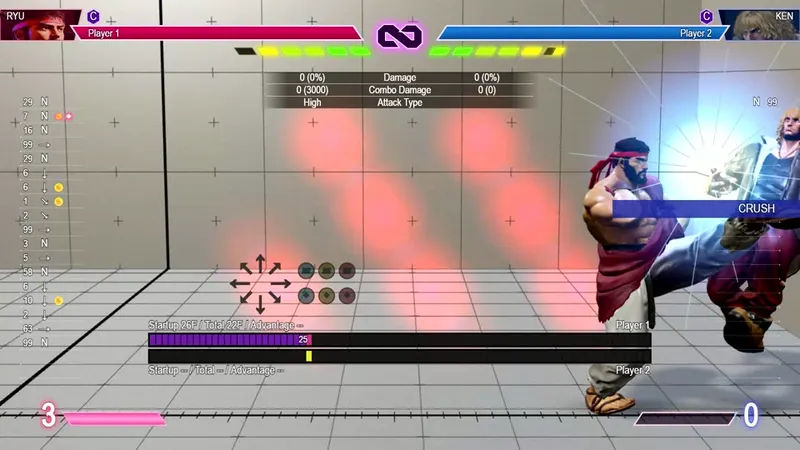 RYU C C KEN
Player 1 Player 2
0 (0%) Damage 0 (0%)
0 (3000) Combo Damage 0 (0)
High Attack Type
29 N
7 N
16 N
99 →
29 N
6 ↓
6 ↓
1 ↘
2 ↘
99 →
3 N
5 →
58 N
6 ↓
10 ↓
2 ↓
63 →
99 N
N 99
CRUSH
Startup 26F / Total 22F / Advantage -- Player 1
25
Startup -- / Total -- / Advantage -- Player 2
3 0